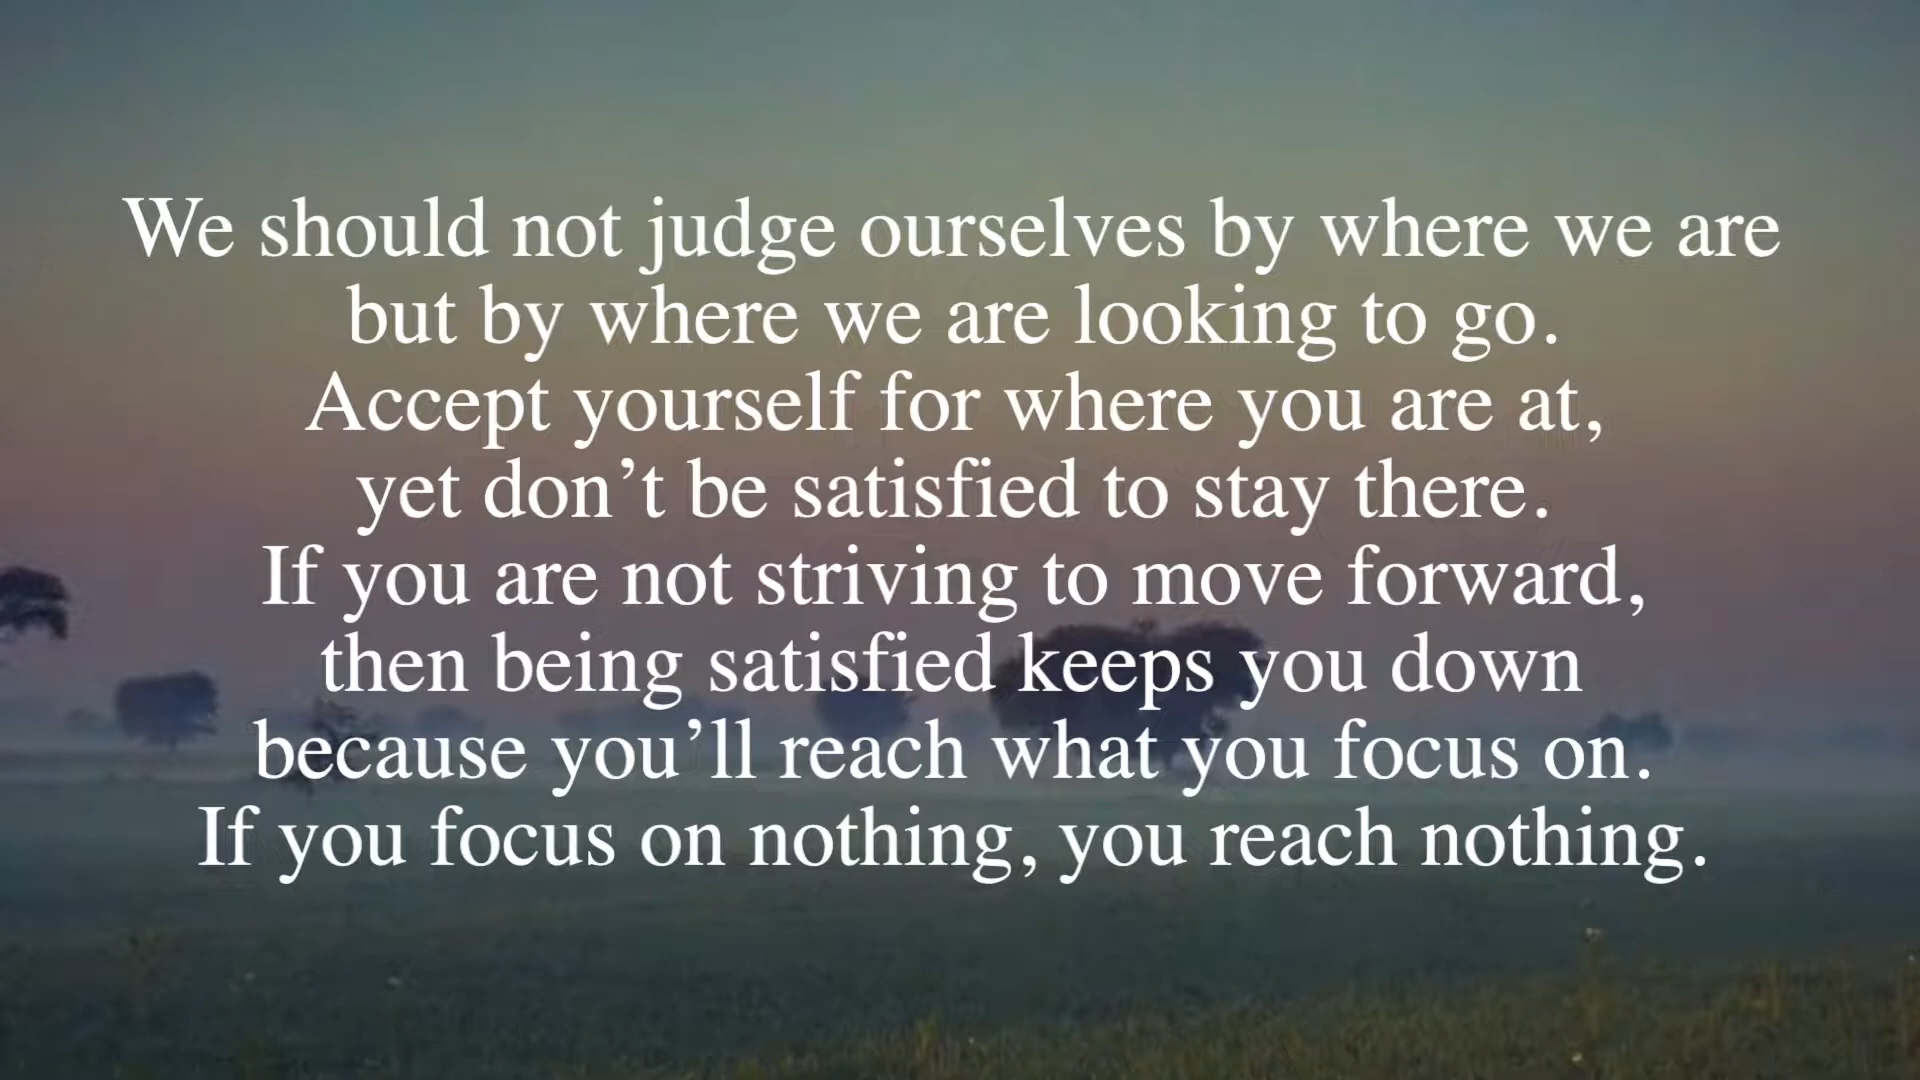 We should not judge ourselves by where we are
but by where we are looking to go.
Accept yourself for where you are at,
yet don’t be satisfied to stay there.
If you are not striving to move forward,
then being satisfied keeps you down
because you’ll reach what you focus on.
If you focus on nothing, you reach nothing.